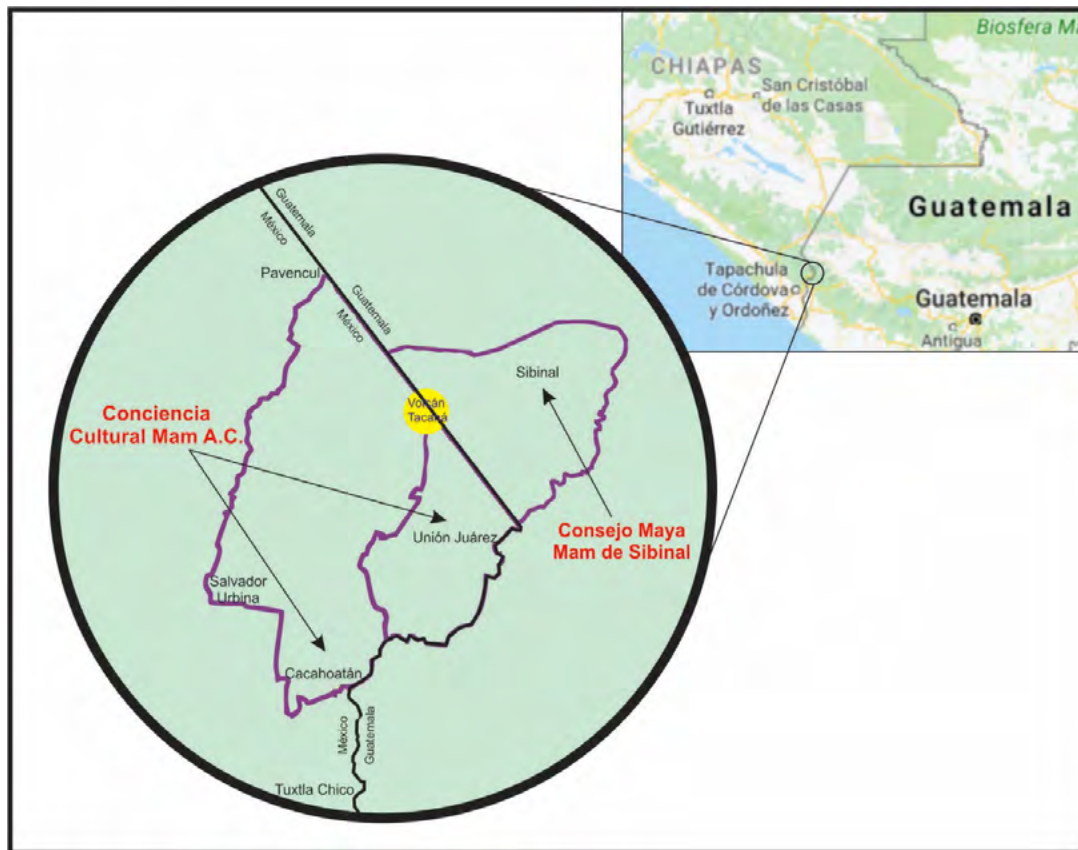 Biosfera Ma
CHIAPAS
San Cristóbal
de las Casas
Tuxtla
Gutiérrez
Guatemala
Tapachula
de Córdova
y Ordoñez
Guatemala
Antigua
Guatemala
México
Pavencul
Guatemala
México
Sibinal
Volcán
Tacaná
Conciencia
Cultural Mam A.C.
Unión Juárez
Consejo Maya
Mam de Sibinal
Salvador
Urbina
Cacahoatán
México
Guatemala
Tuxtla Chico